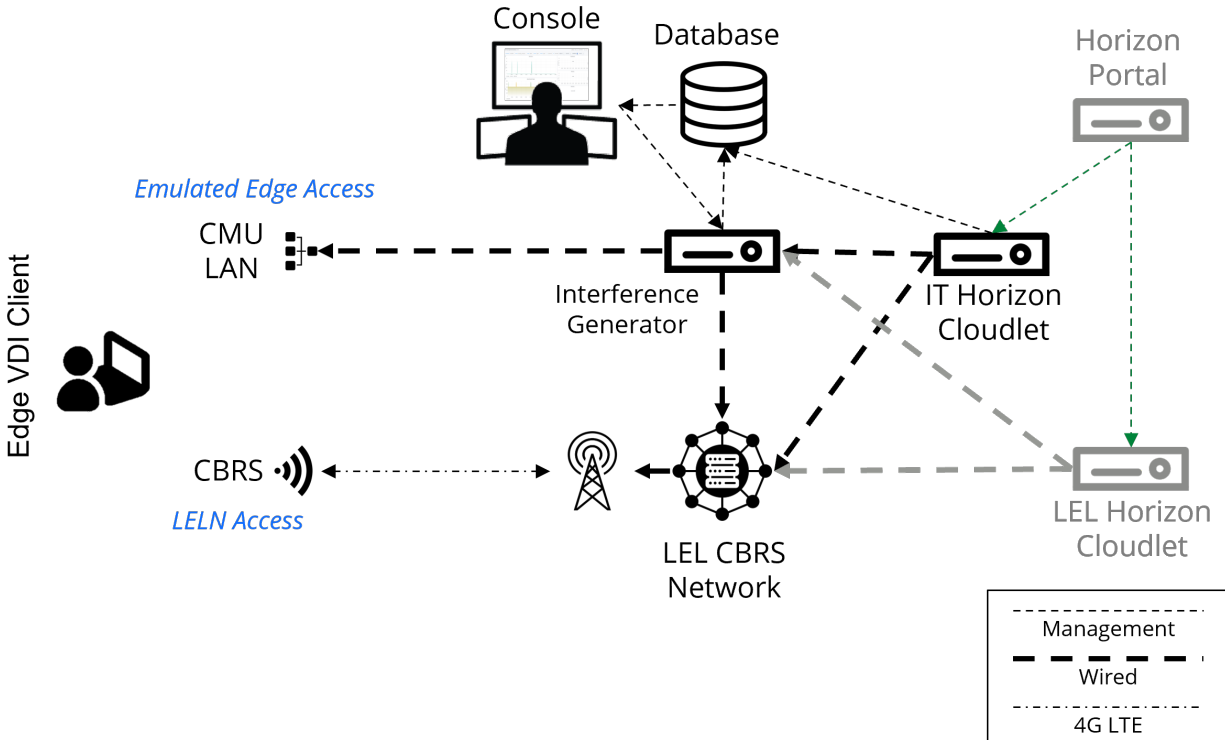 Console
Database
Horizon
Portal
Emulated Edge Access
CMU
LAN
Interference
Generator
IT Horizon
Cloudlet
Edge VDI Client
CBRS
LELN Access
LEL CBRS
Network
LEL Horizon
Cloudlet
Management
Wired
4G LTE